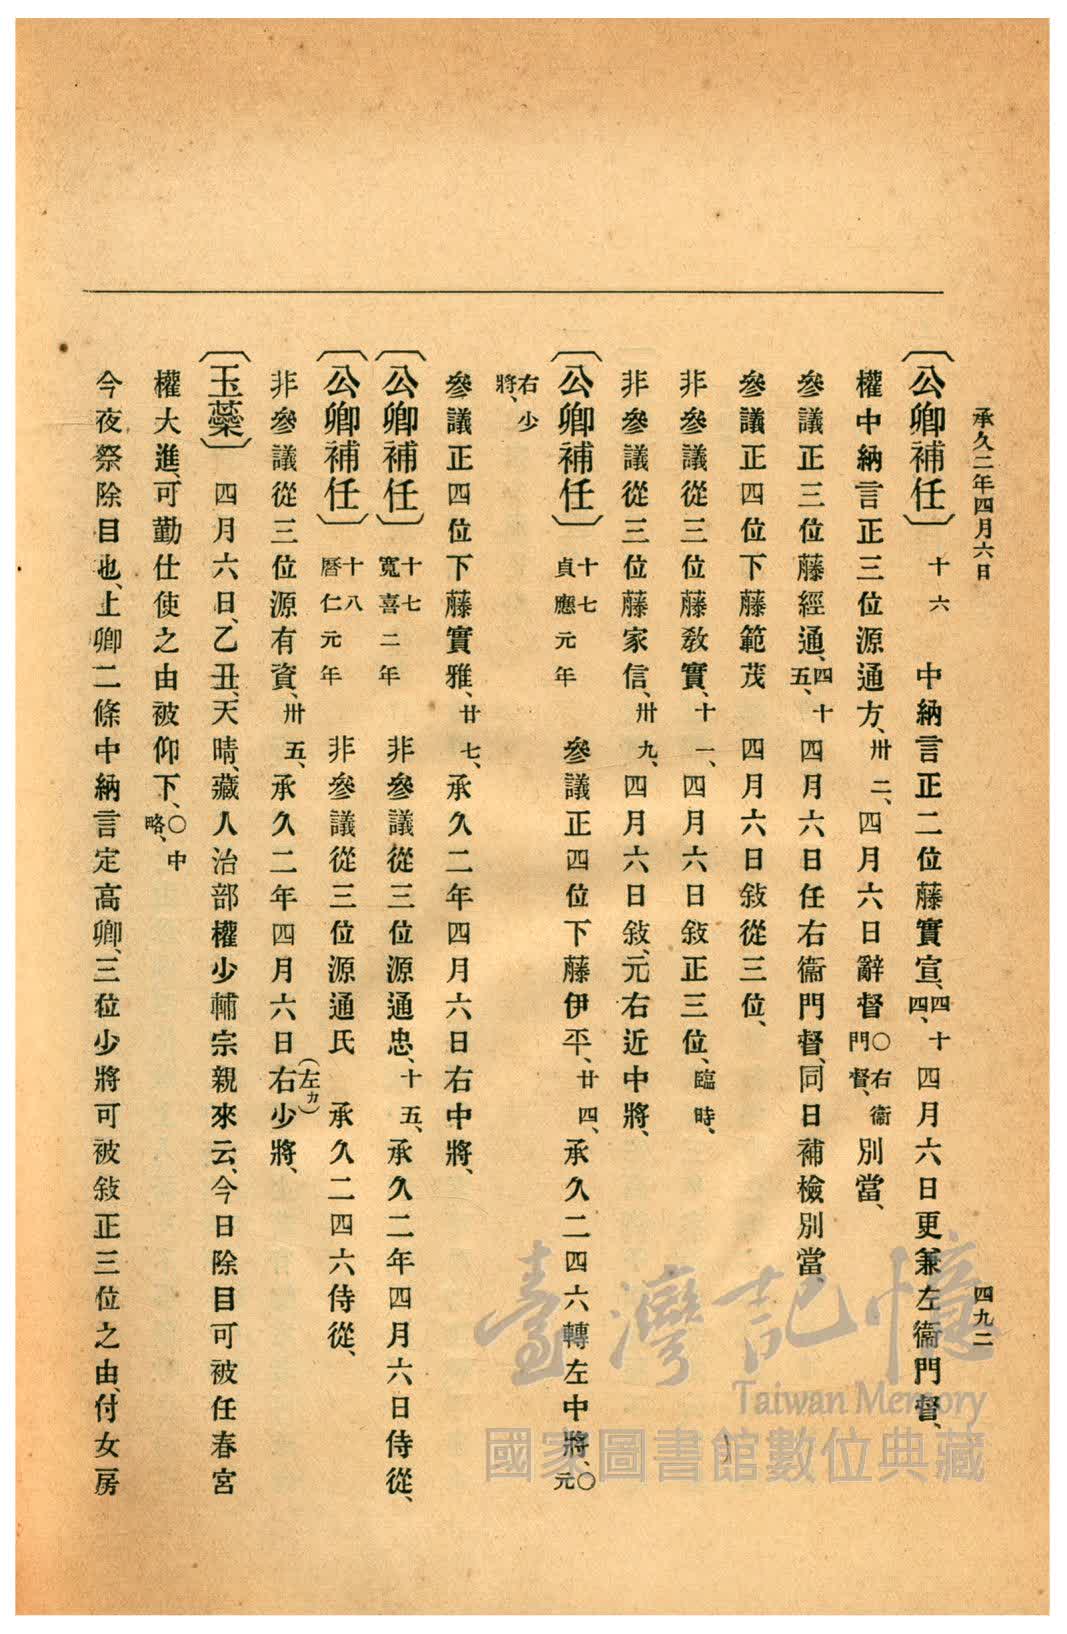 承久二年四月六日
四九二
〔公卿補任〕十六 中納言正二位藤實宣、四十四、四月六日更兼左衞門督、
權中納言正三位源通方、卅二、四月六日辭督○右衞門督、別當、
參議正三位藤經通、四十五、四月六日任右衞門督、同日補檢別當、
參議正四位下藤範茂 四月六日敍從三位、
非參議從三位藤敎實、十一、四月六日敍正三位、臨時、
非參議從三位藤家信、卅九、四月六日敍、元右近中將、
〔公卿補任〕十七貞應元年 參議正四位下藤伊平、廿四、承久二四六轉左中將、○元
右少將、
參議正四位下藤實雅、廿七、承久二年四月六日右中將、
〔公卿補任〕十七寬喜二年 非參議從三位源通忠、十五、承久二年四月六日侍從、
〔公卿補任〕十八曆仁元年 非參議從三位源通氏 承久二四六侍從、
非參議從三位源有資、卅五、承久二年四月六日右(左カ)少將、
〔玉蘂〕 四月六日、乙丑、天晴、藏人治部權少輔宗親來云、今日除目可被任春宮
權大進、可勤仕使之由被仰下、○中略、
今夜祭除目也、上卿二條中納言定高卿、三位少將可被敍正三位之由、付女房
臺灣記憶
Taiwan Memory
國家圖書館數位典藏